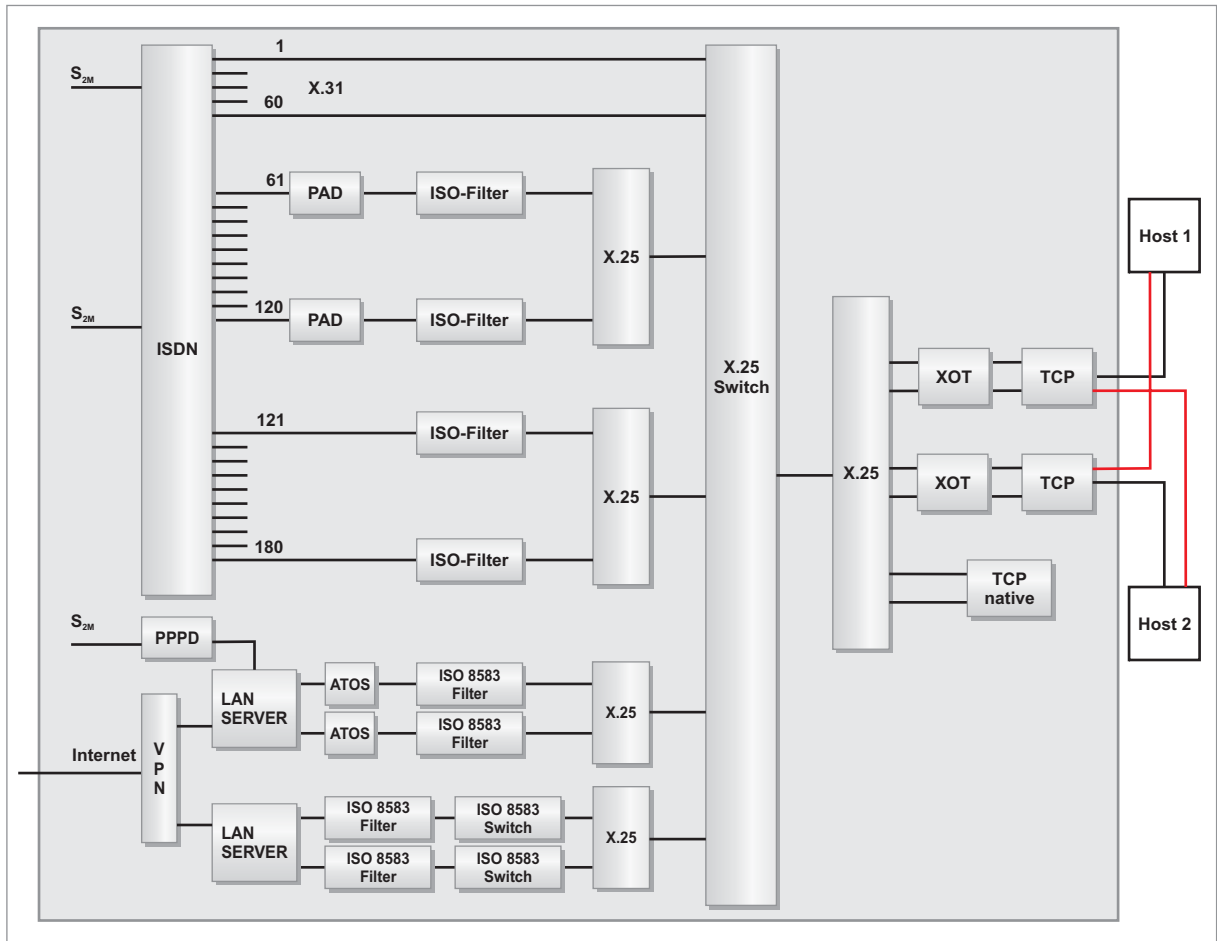 1
S2M
X.31
60
61
PAD
ISO-Filter
X.25
120
PAD
ISO-Filter
S2M
ISDN
121
ISO-Filter
X.25
180
ISO-Filter
S2M
PPPD
LAN
SERVER
ATOS
ISO 8583
Filter
ATOS
ISO 8583
Filter
X.25
Internet
V
P
N
LAN
SERVER
ISO 8583
Filter
ISO 8583
Switch
ISO 8583
Filter
ISO 8583
Switch
X.25
X.25
Switch
X.25
XOT
TCP
XOT
TCP
TCP
native
Host 1
Host 2